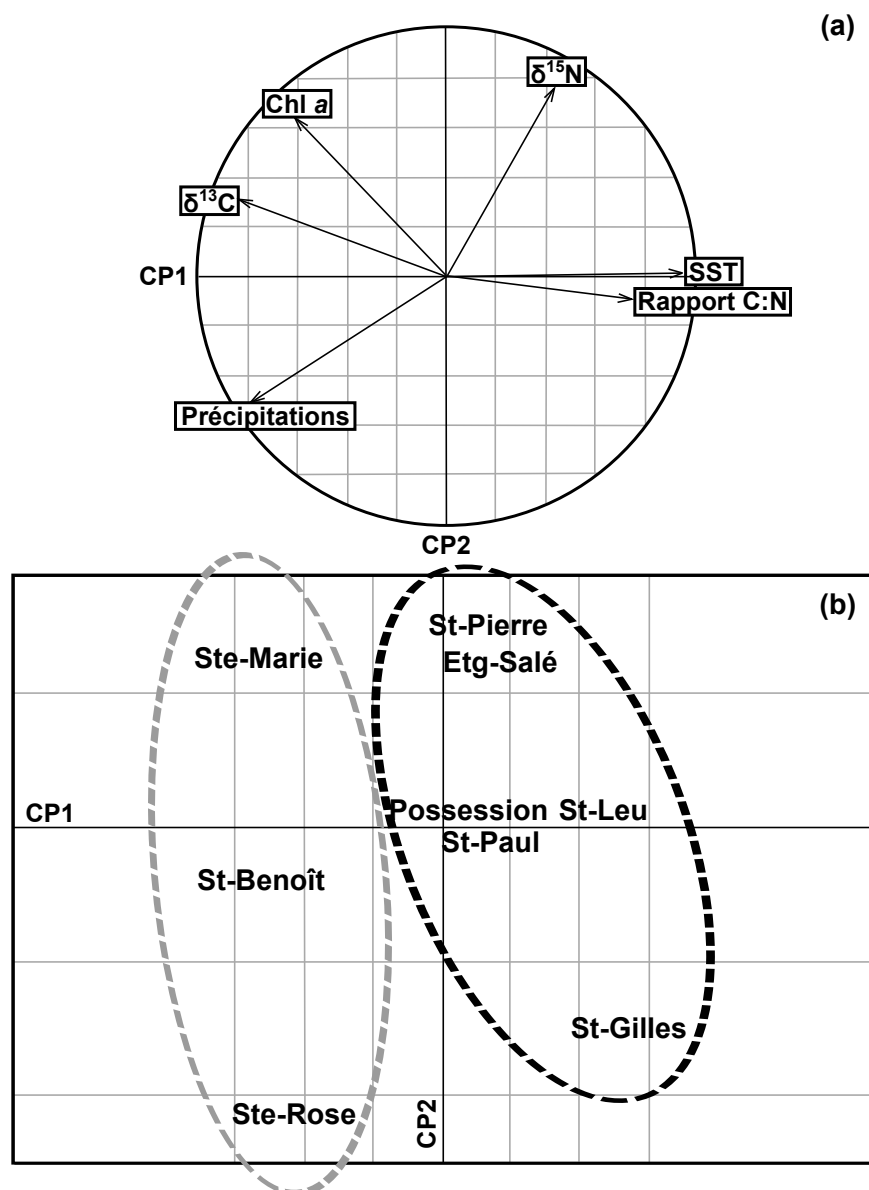 (a)
δ¹⁵N
Chl a
δ¹³C
CP1
SST
Rapport C:N
Précipitations
CP2
(b)
St-Pierre
Ste-Marie
Etg-Salé
CP1
Possession St-Leu
St-Paul
St-Benoît
St-Gilles
Ste-Rose
CP2